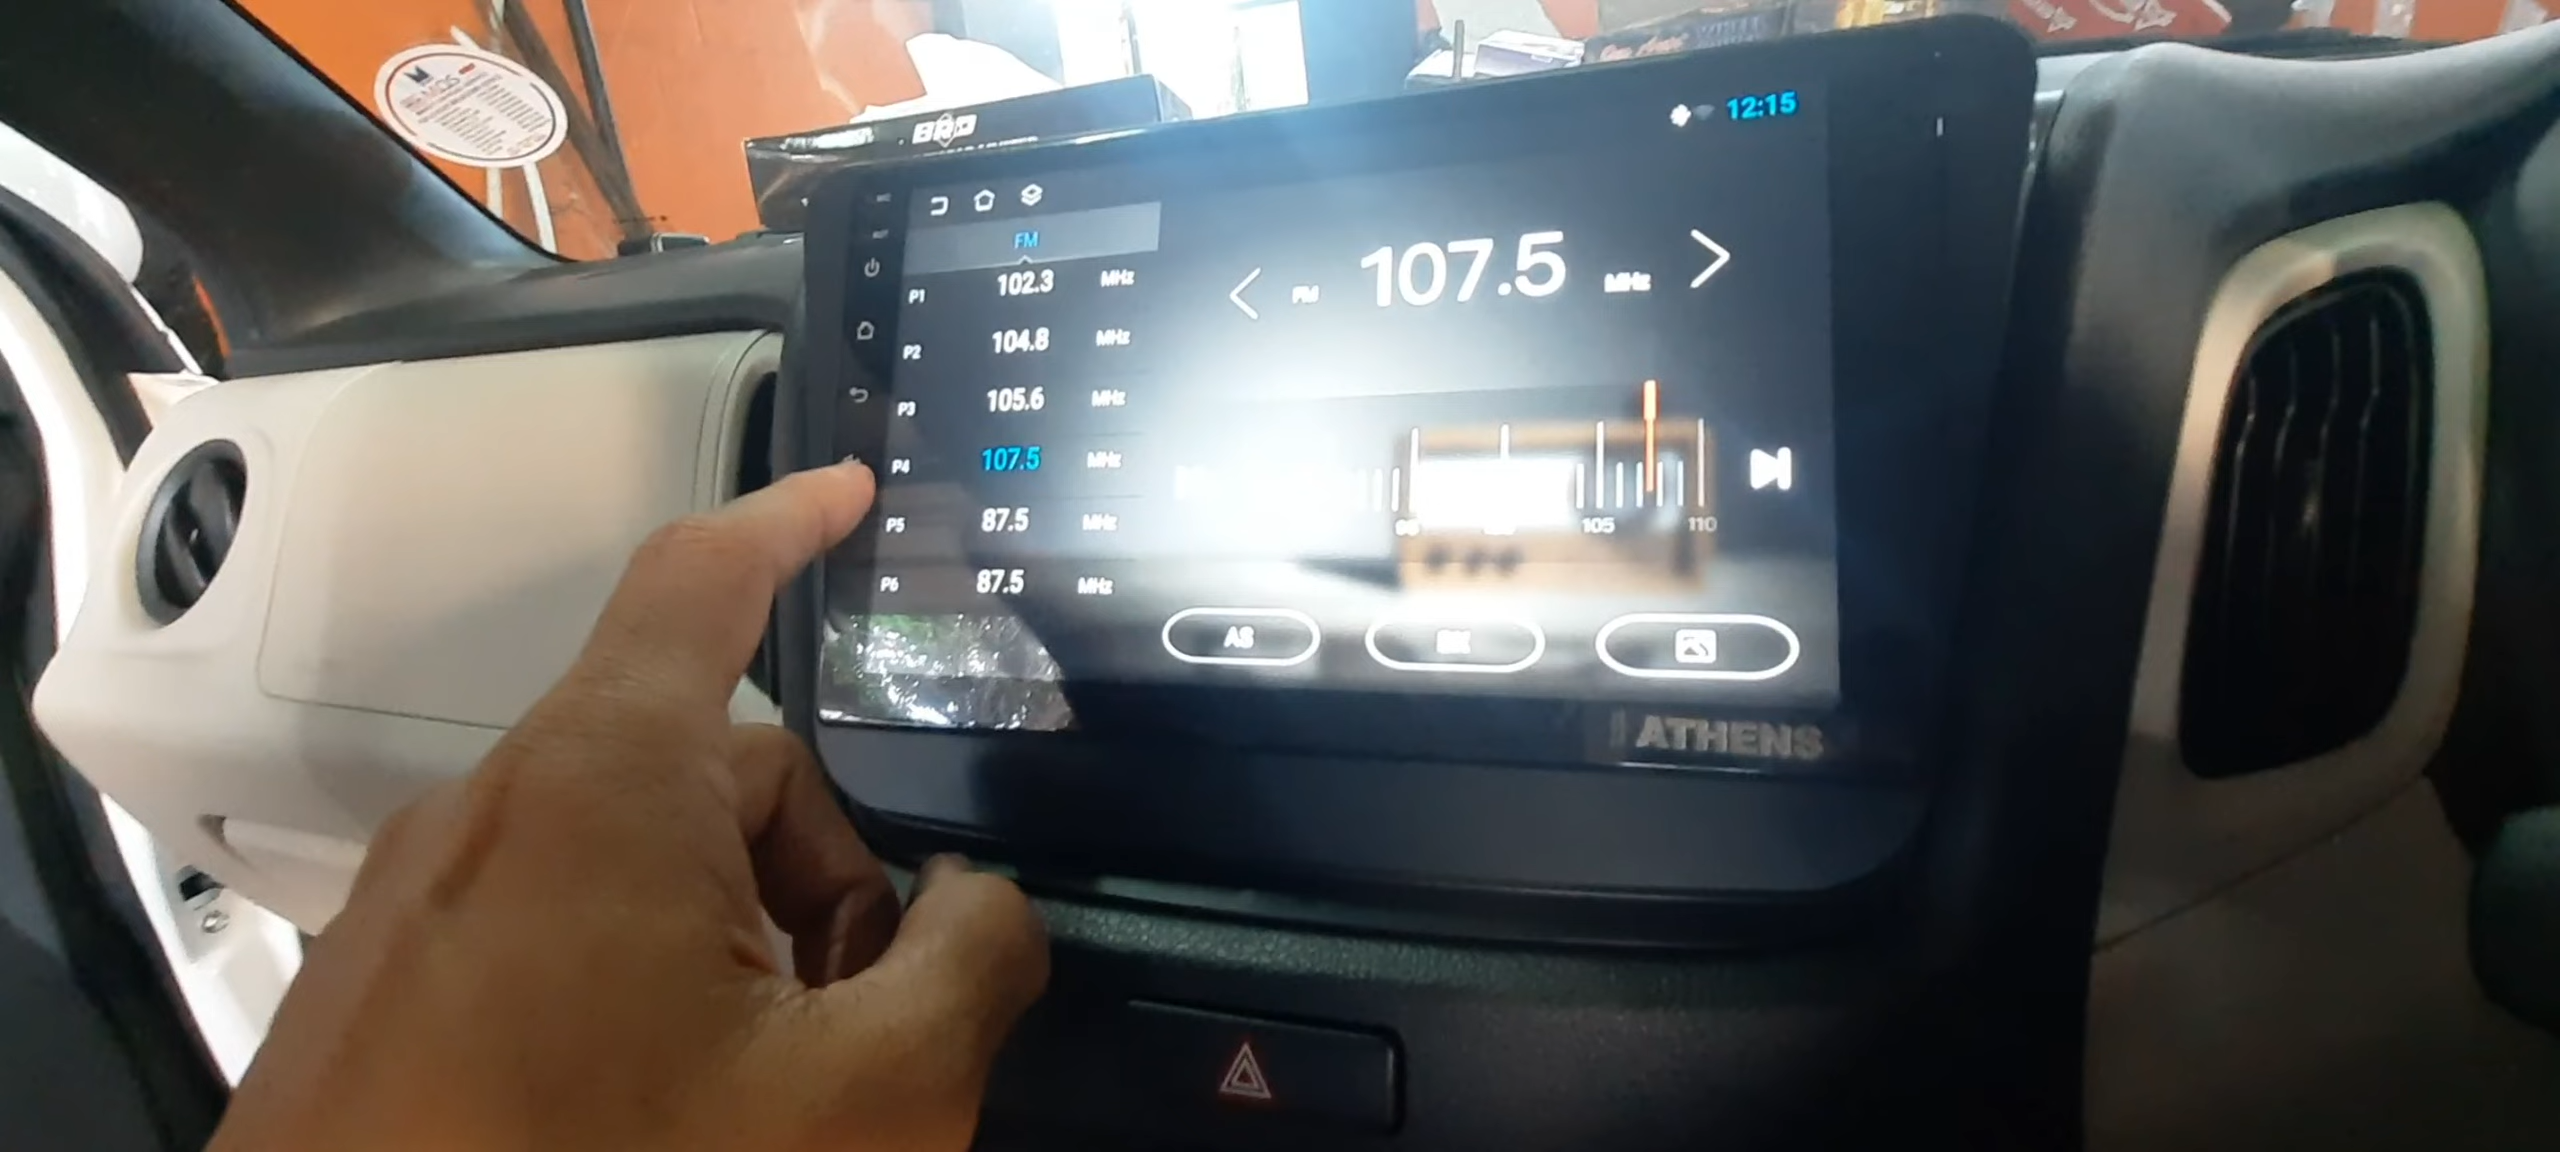 BRD
12:15
FM
P1 102.3 MHz
P2 104.8 MHz
P3 105.6 MHz
P4 107.5 MHz
P5 87.5 MHz
P6 87.5 MHz
FM 107.5 MHz
105 110
AS
ATHENS